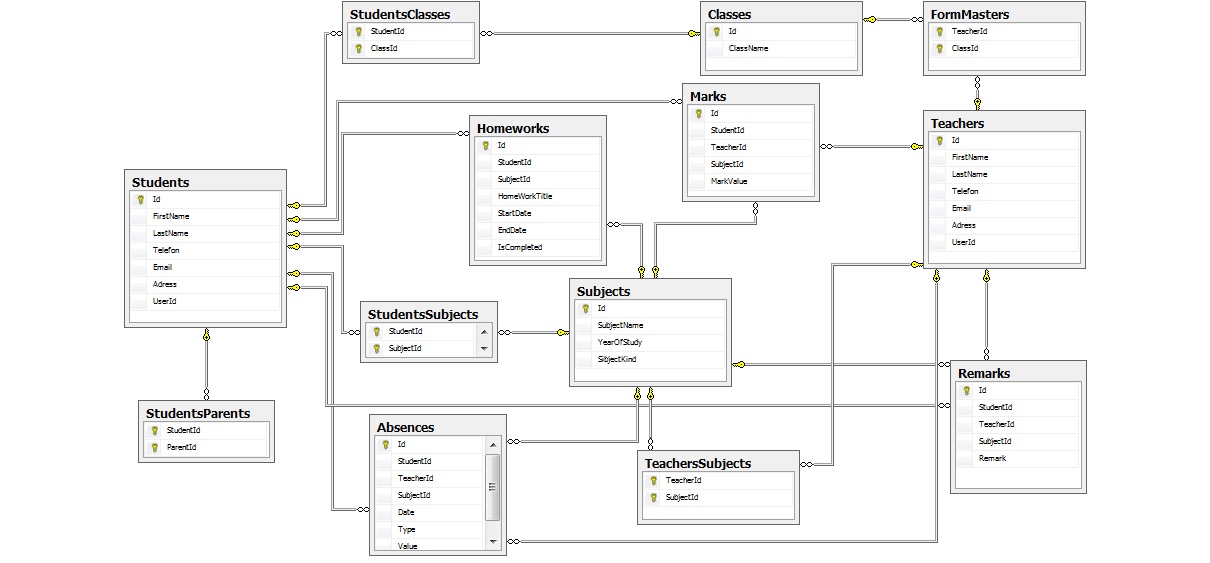 StudentsClasses
StudentId
ClassId
Classes
Id
ClassName
FormMasters
TeacherId
ClassId
Marks
Id
StudentId
TeacherId
SubjectId
MarkValue
Homeworks
Id
StudentId
SubjectId
HomeWorkTitle
StartDate
EndDate
IsCompleted
Teachers
Id
FirstName
LastName
Telefon
Email
Adress
UserId
Students
Id
FirstName
LastName
Telefon
Email
Adress
UserId
StudentsSubjects
StudentId
SubjectId
Subjects
Id
SubjectName
YearOfStudy
SibjectKind
Remarks
Id
StudentId
TeacherId
SubjectId
Remark
StudentsParents
StudentId
ParentId
Absences
Id
StudentId
TeacherId
SubjectId
Date
Type
Value
TeachersSubjects
TeacherId
SubjectId